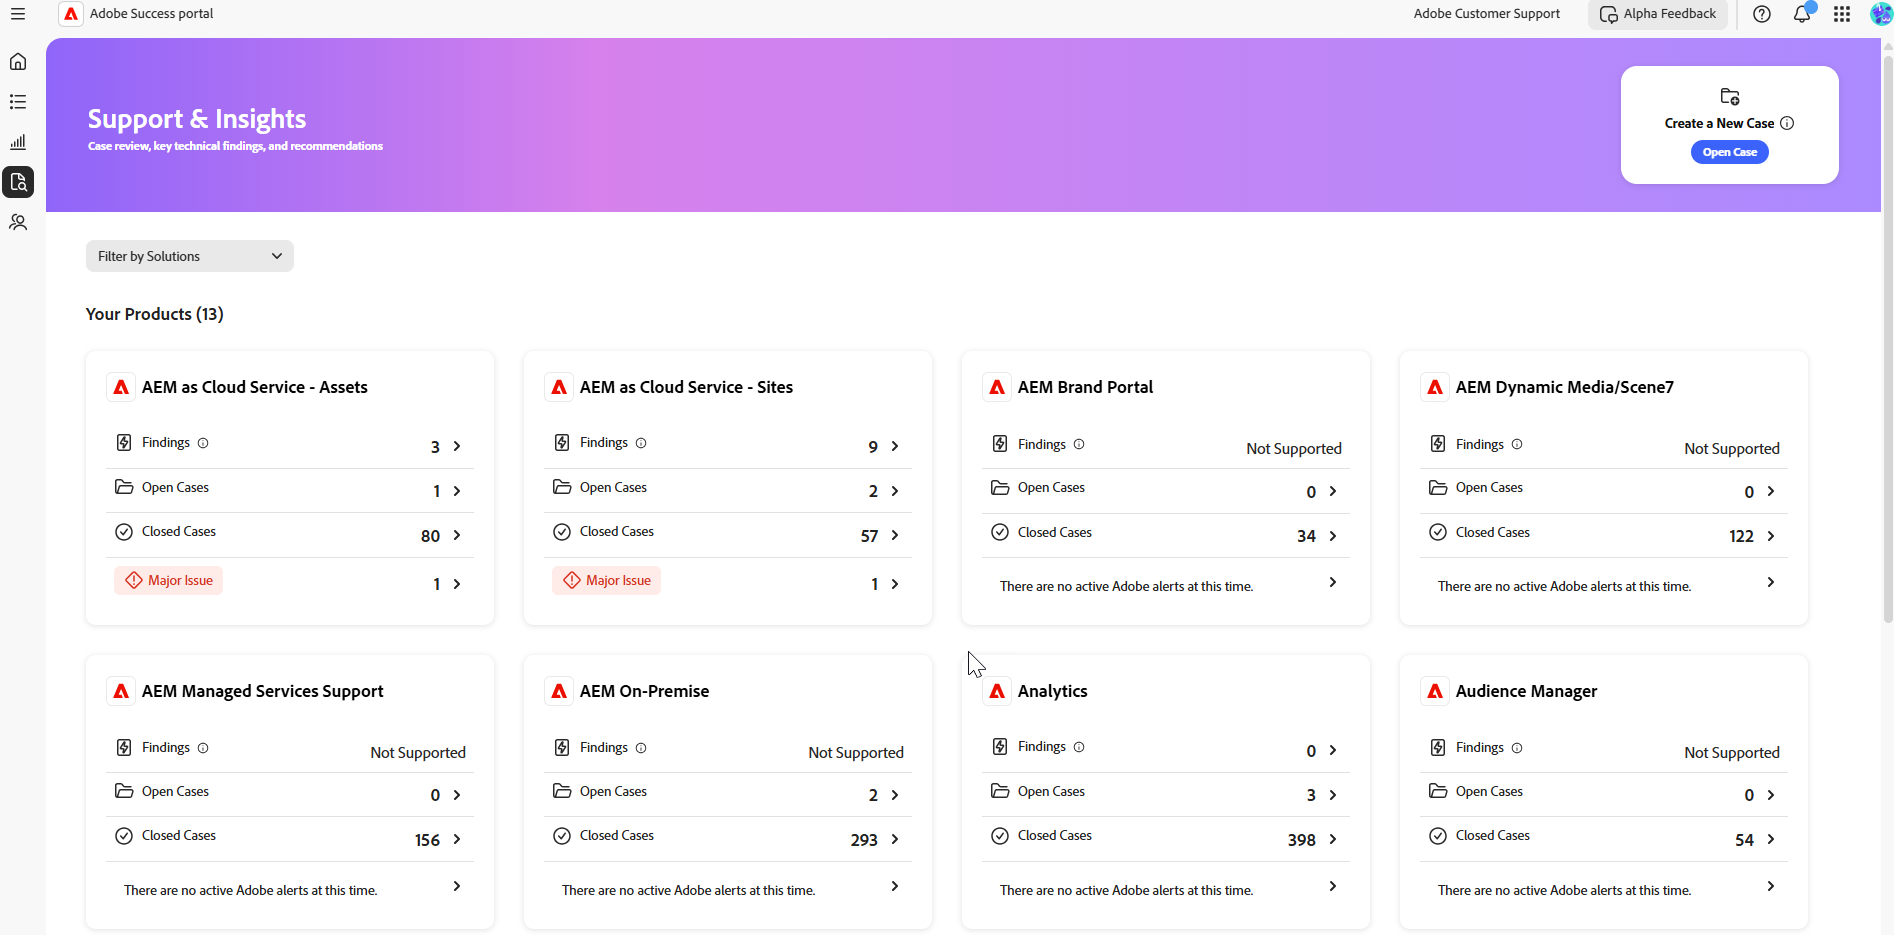 Adobe Success portal
Adobe Customer Support
Alpha Feedback
Support & Insights
Case review, key technical findings, and recommendations
Create a New Case
Open Case
Filter by Solutions
Your Products (13)
AEM as Cloud Service - Assets
Findings 3
Open Cases 1
Closed Cases 80
Major Issue 1
AEM as Cloud Service - Sites
Findings 9
Open Cases 2
Closed Cases 57
Major Issue 1
AEM Brand Portal
Findings Not Supported
Open Cases 0
Closed Cases 34
There are no active Adobe alerts at this time.
AEM Dynamic Media/Scene7
Findings Not Supported
Open Cases 0
Closed Cases 122
There are no active Adobe alerts at this time.
AEM Managed Services Support
Findings Not Supported
Open Cases 0
Closed Cases 156
There are no active Adobe alerts at this time.
AEM On-Premise
Findings Not Supported
Open Cases 2
Closed Cases 293
There are no active Adobe alerts at this time.
Analytics
Findings 0
Open Cases 3
Closed Cases 398
There are no active Adobe alerts at this time.
Audience Manager
Findings Not Supported
Open Cases 0
Closed Cases 54
There are no active Adobe alerts at this time.